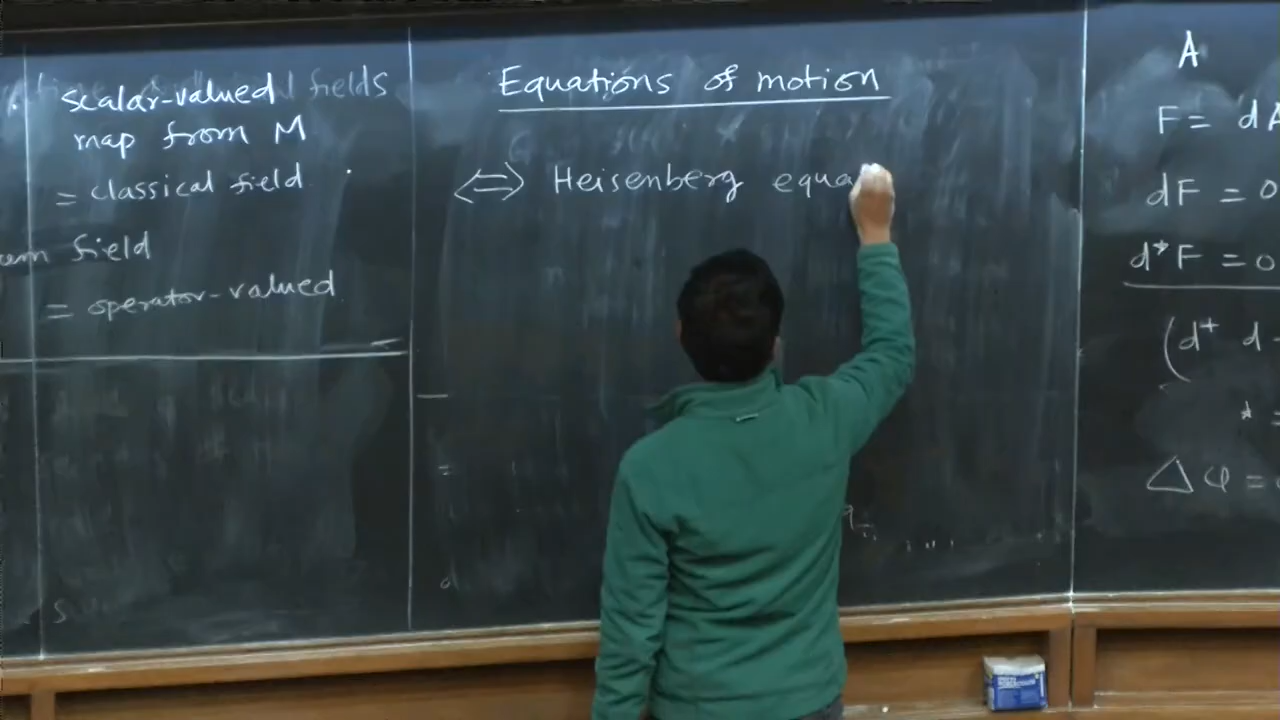 scalar-valued fields
map from M
= classical field
field
= operator-valued
Equations of motion
⟺ Heisenberg equa
A
F = dA
dF = 0
d*F = 0
(d⁺ d
* =
△φ =